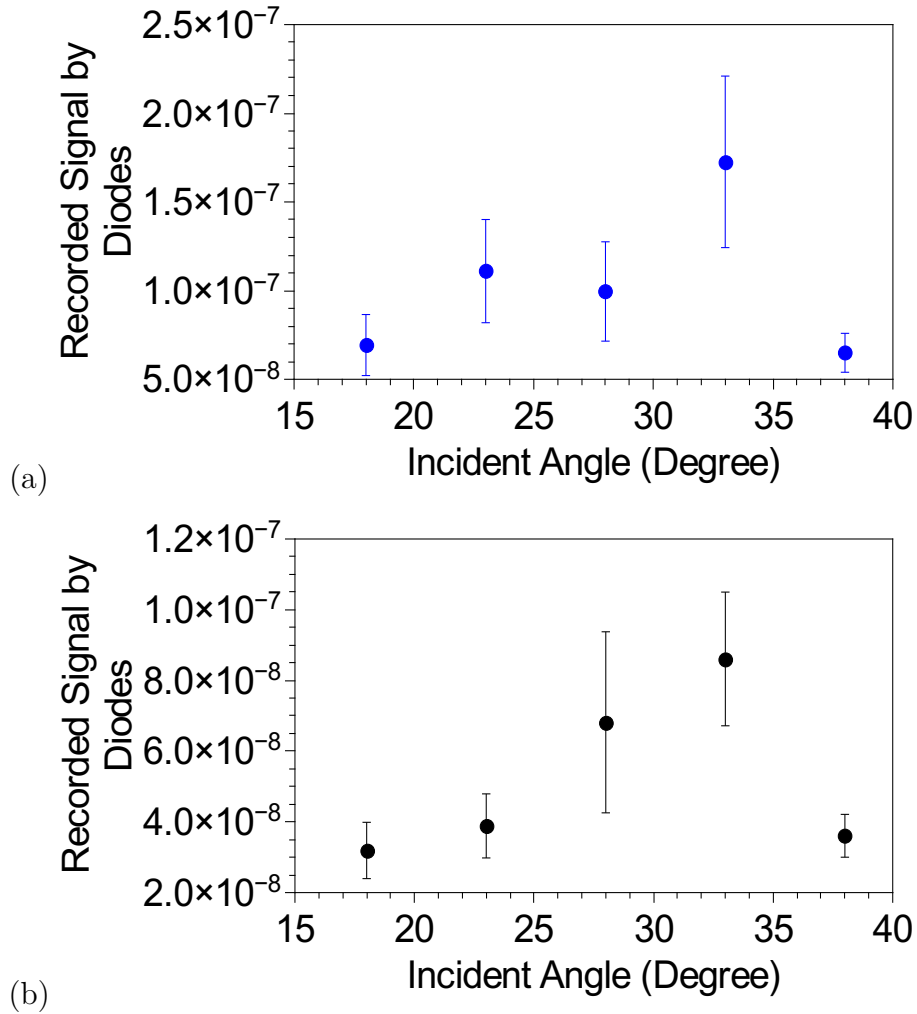 2.5×10⁻⁷
2.0×10⁻⁷
1.5×10⁻⁷
1.0×10⁻⁷
5.0×10⁻⁸
Recorded Signal by
Diodes
15 20 25 30 35 40
Incident Angle (Degree)
(a)
1.2×10⁻⁷
1.0×10⁻⁷
8.0×10⁻⁸
6.0×10⁻⁸
4.0×10⁻⁸
2.0×10⁻⁸
Recorded Signal by
Diodes
15 20 25 30 35 40
Incident Angle (Degree)
(b)